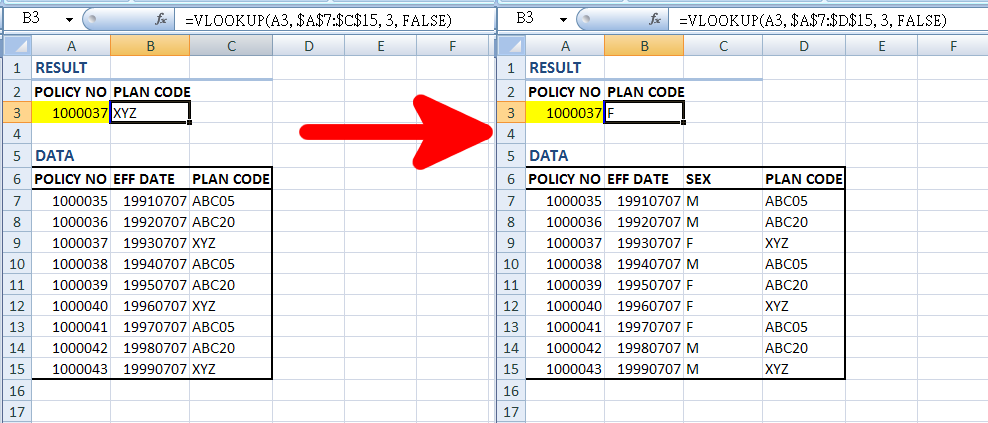 B3 fx =VLOOKUP(A3, $A$7:$C$15, 3, FALSE)
A B C D E F
1 RESULT
2 POLICY NO PLAN CODE
3 1000037 XYZ
4
5 DATA
6 POLICY NO EFF DATE PLAN CODE
7 1000035 19910707 ABC05
8 1000036 19920707 ABC20
9 1000037 19930707 XYZ
10 1000038 19940707 ABC05
11 1000039 19950707 ABC20
12 1000040 19960707 XYZ
13 1000041 19970707 ABC05
14 1000042 19980707 ABC20
15 1000043 19990707 XYZ
16
17
B3 fx =VLOOKUP(A3, $A$7:$D$15, 3, FALSE)
A B C D E F
1 RESULT
2 POLICY NO PLAN CODE
3 1000037 F
4
5 DATA
6 POLICY NO EFF DATE SEX PLAN CODE
7 1000035 19910707 M ABC05
8 1000036 19920707 M ABC20
9 1000037 19930707 F XYZ
10 1000038 19940707 M ABC05
11 1000039 19950707 F ABC20
12 1000040 19960707 F XYZ
13 1000041 19970707 F ABC05
14 1000042 19980707 M ABC20
15 1000043 19990707 M XYZ
16
17